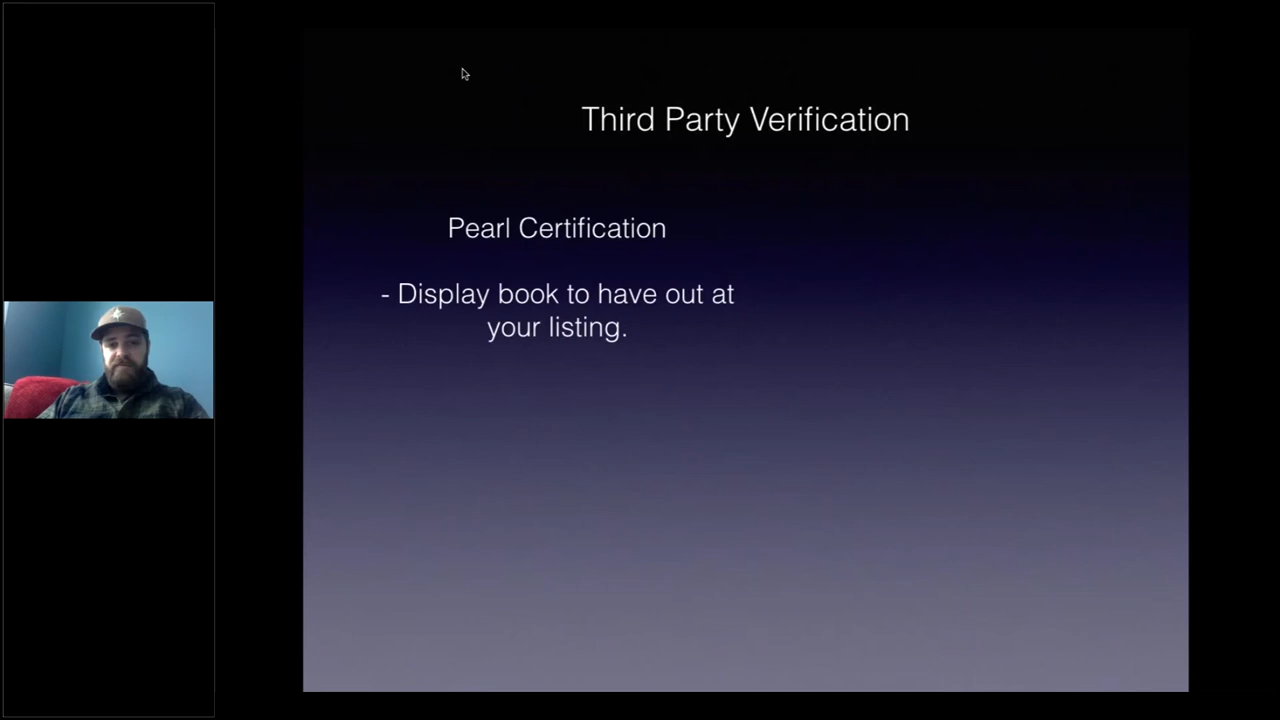 Third Party Verification
Pearl Certification
- Display book to have out at
your listing.